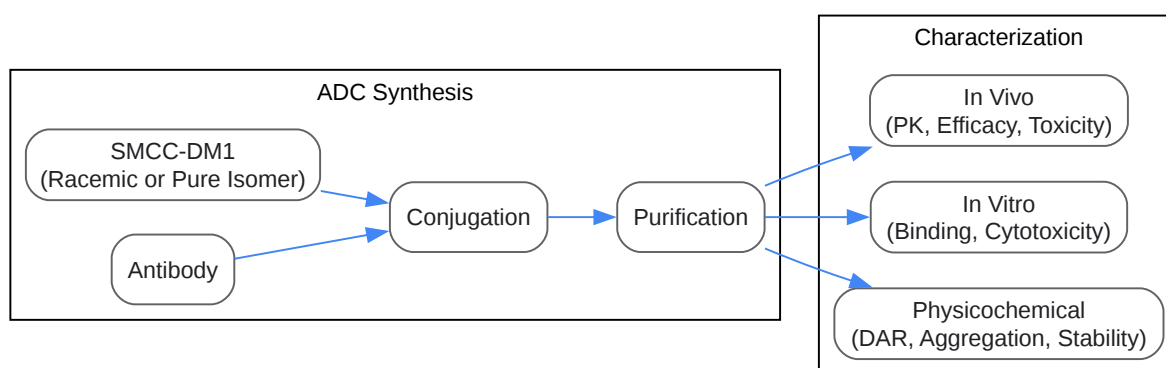 ADC Synthesis
SMCC-DM1
(Racemic or Pure Isomer)
Antibody
Conjugation
Purification
Characterization
In Vivo
(PK, Efficacy, Toxicity)
In Vitro
(Binding, Cytotoxicity)
Physicochemical
(DAR, Aggregation, Stability)